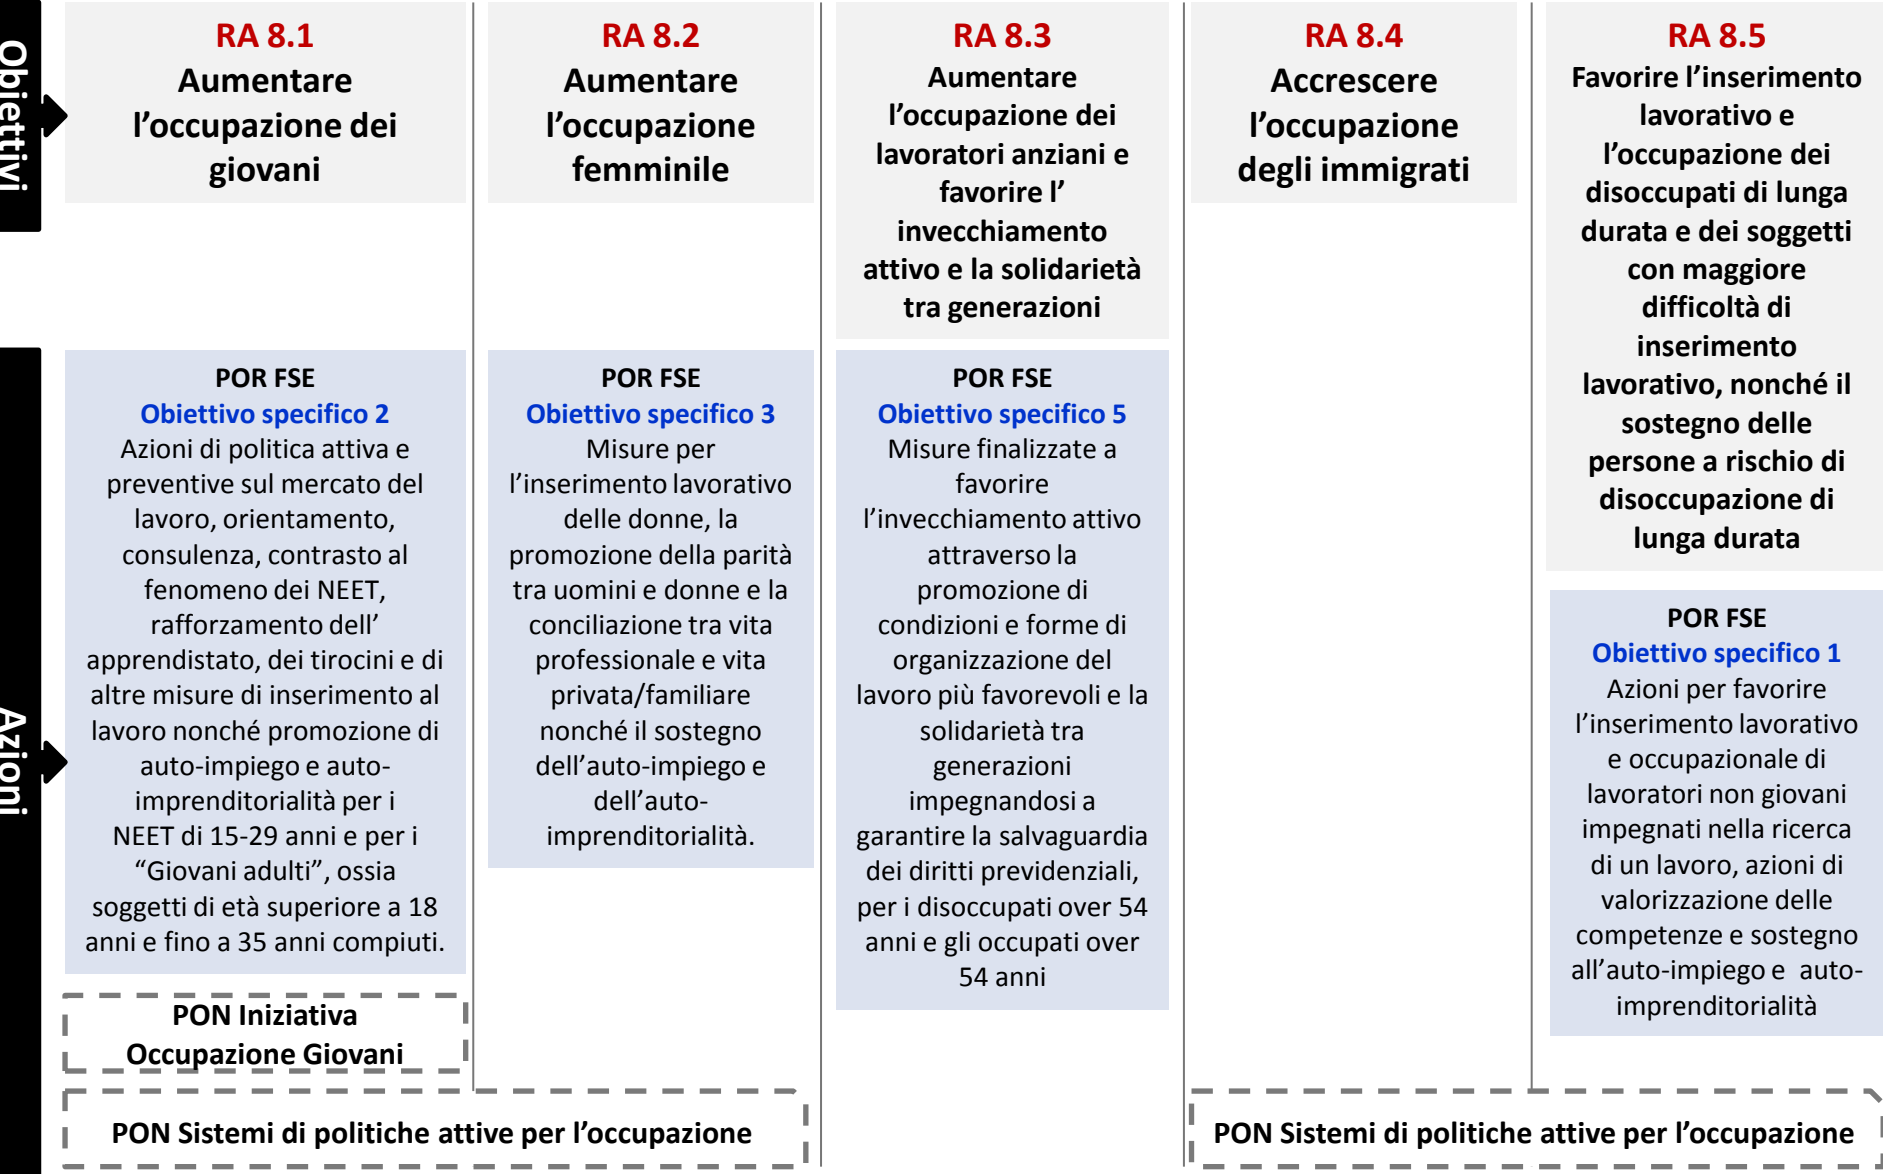 Obiettivi
RA 8.1
Aumentare
l’occupazione dei
giovani
RA 8.2
Aumentare
l’occupazione
femminile
RA 8.3
Aumentare
l’occupazione dei
lavoratori anziani e
favorire l’
invecchiamento
attivo e la solidarietà
tra generazioni
RA 8.4
Accrescere
l’occupazione
degli immigrati
RA 8.5
Favorire l’inserimento
lavorativo e
l’occupazione dei
disoccupati di lunga
durata e dei soggetti
con maggiore
difficoltà di
inserimento
lavorativo, nonché il
sostegno delle
persone a rischio di
disoccupazione di
lunga durata
Azioni
POR FSE
Obiettivo specifico 2
Azioni di politica attiva e
preventive sul mercato del
lavoro, orientamento,
consulenza, contrasto al
fenomeno dei NEET,
rafforzamento dell’
apprendistato, dei tirocini e di
altre misure di inserimento al
lavoro nonché promozione di
auto-impiego e auto-
imprenditorialità per i
NEET di 15-29 anni e per i
“Giovani adulti”, ossia
soggetti di età superiore a 18
anni e fino a 35 anni compiuti.
POR FSE
Obiettivo specifico 3
Misure per
l’inserimento lavorativo
delle donne, la
promozione della parità
tra uomini e donne e la
conciliazione tra vita
professionale e vita
privata/familiare
nonché il sostegno
dell’auto-impiego e
dell’auto-
imprenditorialità.
POR FSE
Obiettivo specifico 5
Misure finalizzate a
favorire
l’invecchiamento attivo
attraverso la
promozione di
condizioni e forme di
organizzazione del
lavoro più favorevoli e la
solidarietà tra
generazioni
impegnandosi a
garantire la salvaguardia
dei diritti previdenziali,
per i disoccupati over 54
anni e gli occupati over
54 anni
POR FSE
Obiettivo specifico 1
Azioni per favorire
l’inserimento lavorativo
e occupazionale di
lavoratori non giovani
impegnati nella ricerca
di un lavoro, azioni di
valorizzazione delle
competenze e sostegno
all’auto-impiego e auto-
imprenditorialità
PON Iniziativa
Occupazione Giovani
PON Sistemi di politiche attive per l’occupazione
PON Sistemi di politiche attive per l’occupazione